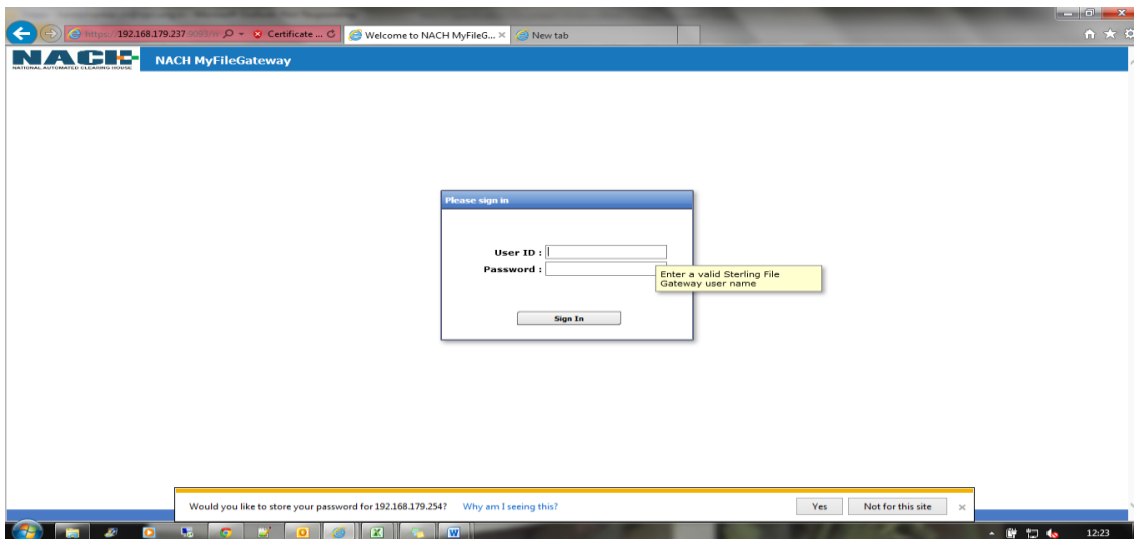 https://192.168.179.237:9093/
Certificate ...
Welcome to NACH MyFileG...
New tab
NACH
NATIONAL AUTOMATED CLEARING HOUSE
NACH MyFileGateway
Please sign in
User ID :
Password :
Enter a valid Sterling File
Gateway user name
Sign In
Would you like to store your password for 192.168.179.254? Why am I seeing this? Yes Not for this site
12:23